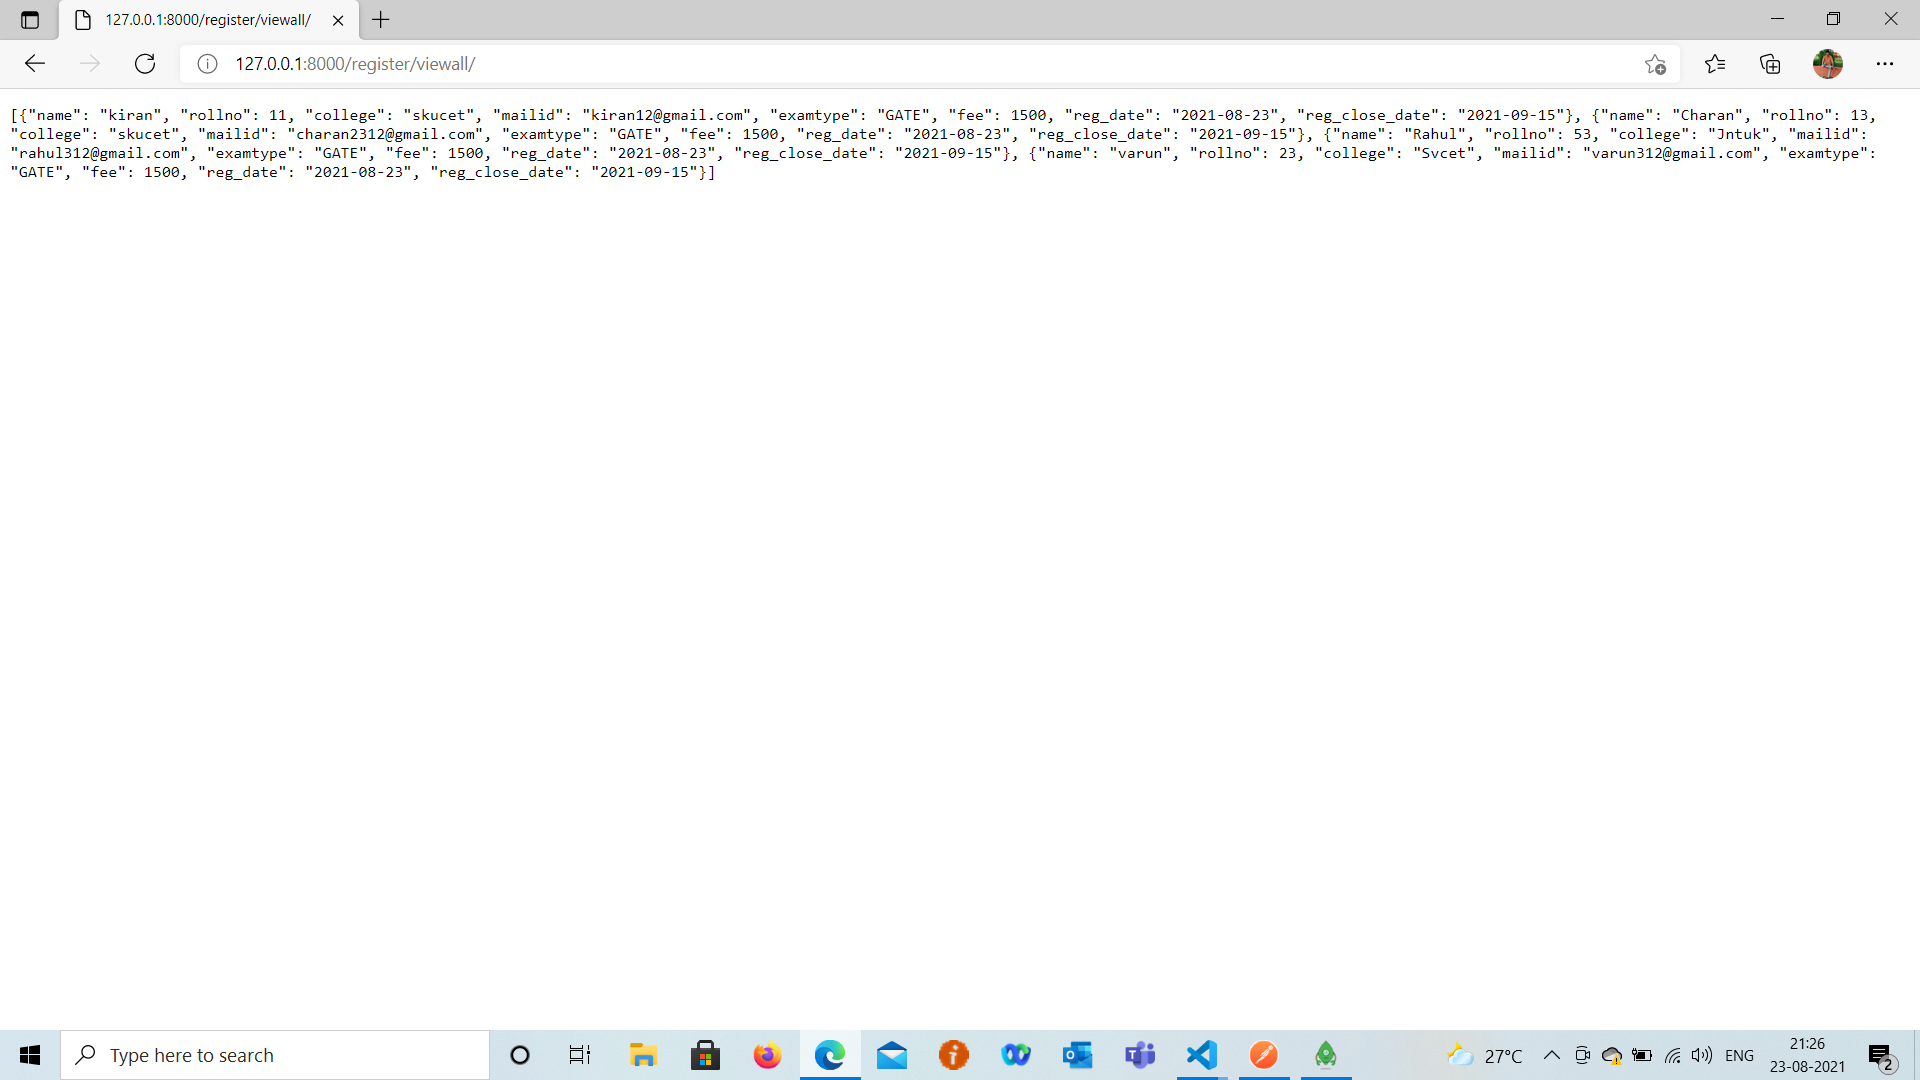 127.0.0.1:8000/register/viewall/
127.0.0.1:8000/register/viewall/
[{"name": "kiran", "rollno": 11, "college": "skucet", "mailid": "kiran12@gmail.com", "examtype": "GATE", "fee": 1500, "reg_date": "2021-08-23", "reg_close_date": "2021-09-15"}, {"name": "Charan", "rollno": 13,
"college": "skucet", "mailid": "charan2312@gmail.com", "examtype": "GATE", "fee": 1500, "reg_date": "2021-08-23", "reg_close_date": "2021-09-15"}, {"name": "Rahul", "rollno": 53, "college": "Jntuk", "mailid":
"rahul312@gmail.com", "examtype": "GATE", "fee": 1500, "reg_date": "2021-08-23", "reg_close_date": "2021-09-15"}, {"name": "varun", "rollno": 23, "college": "Svcet", "mailid": "varun312@gmail.com", "examtype":
"GATE", "fee": 1500, "reg_date": "2021-08-23", "reg_close_date": "2021-09-15"}]
Type here to search
27°C
ENG
21:26
23-08-2021
2